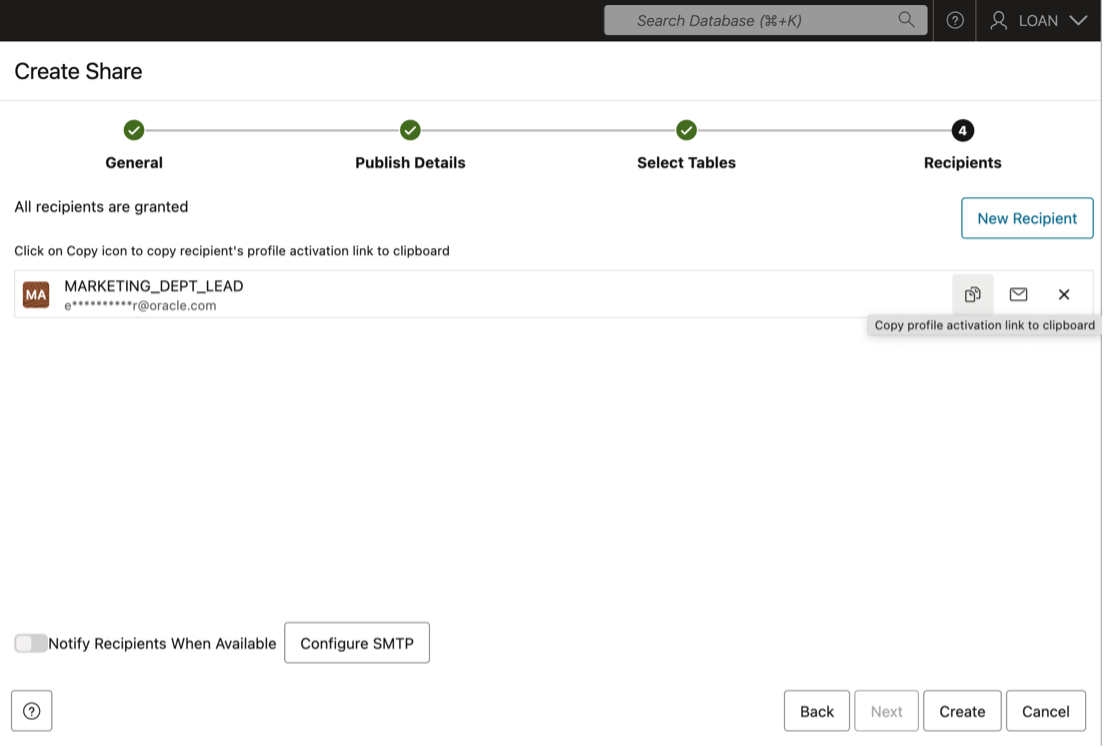 Search Database (⌘+K)
LOAN
Create Share
4
General
Publish Details
Select Tables
Recipients
All recipients are granted
New Recipient
Click on Copy icon to copy recipient's profile activation link to clipboard
MA
MARKETING_DEPT_LEAD
e**********r@oracle.com
Copy profile activation link to clipboard
Notify Recipients When Available
Configure SMTP
Back
Next
Create
Cancel